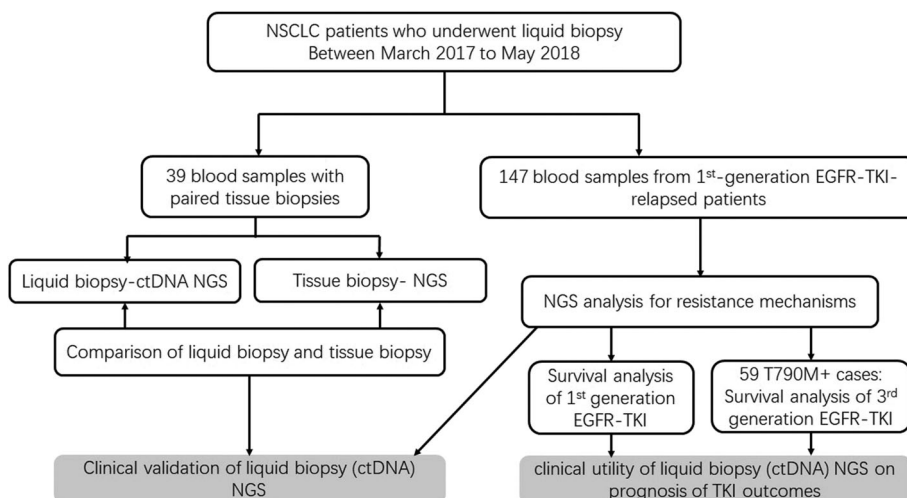 NSCLC patients who underwent liquid biopsy
Between March 2017 to May 2018
39 blood samples with
paired tissue biopsies
147 blood samples from 1st-generation EGFR-TKI-
relapsed patients
Liquid biopsy-ctDNA NGS
Tissue biopsy- NGS
NGS analysis for resistance mechanisms
Comparison of liquid biopsy and tissue biopsy
Survival analysis
of 1st generation
EGFR-TKI
59 T790M+ cases:
Survival analysis of 3rd
generation EGFR-TKI
Clinical validation of liquid biopsy (ctDNA)
NGS
clinical utility of liquid biopsy (ctDNA) NGS on
prognosis of TKI outcomes